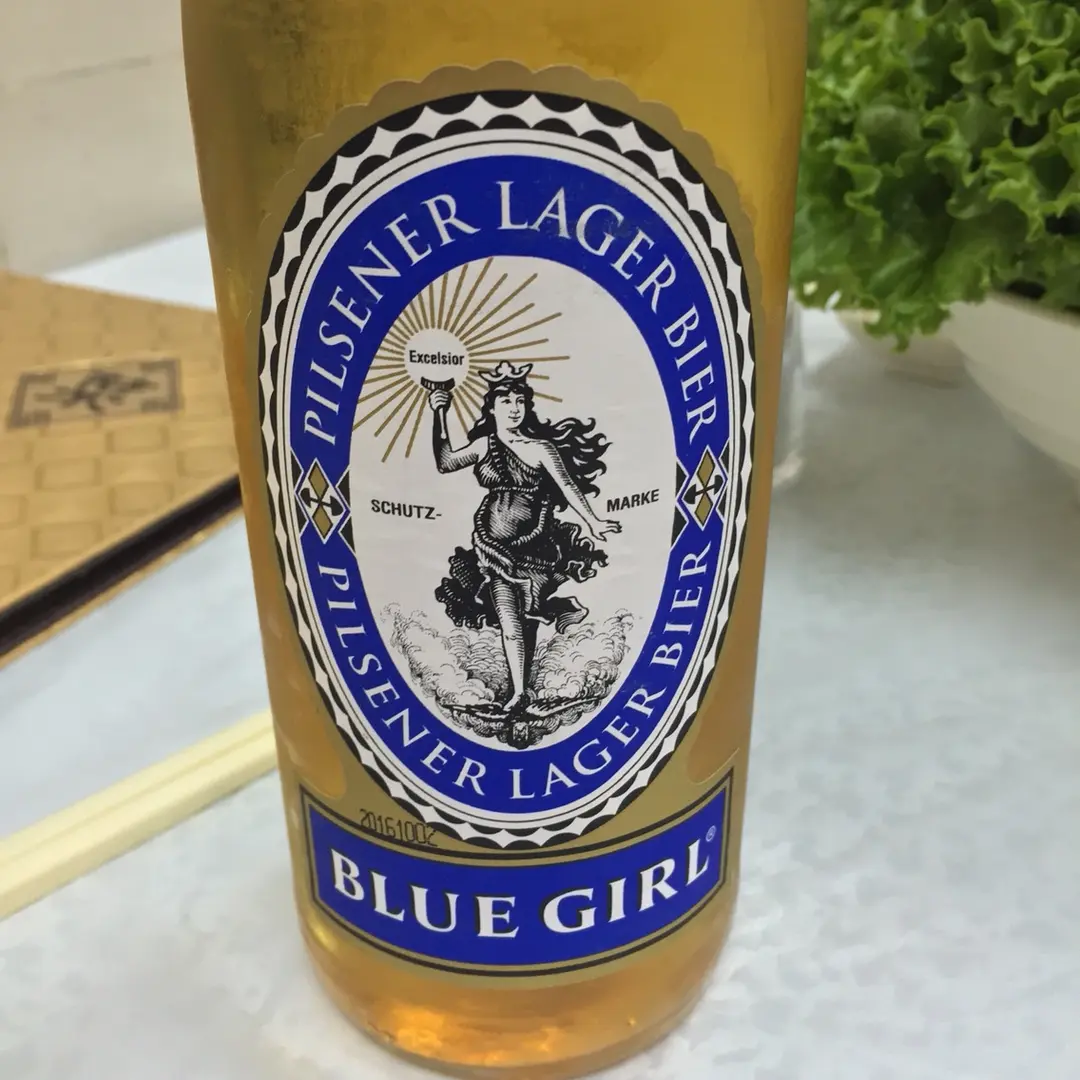 PILSENER LAGER BIER
Excelsior
SCHUTZ- MARKE
PILSENER LAGER BIER
20161002
BLUE GIRL®